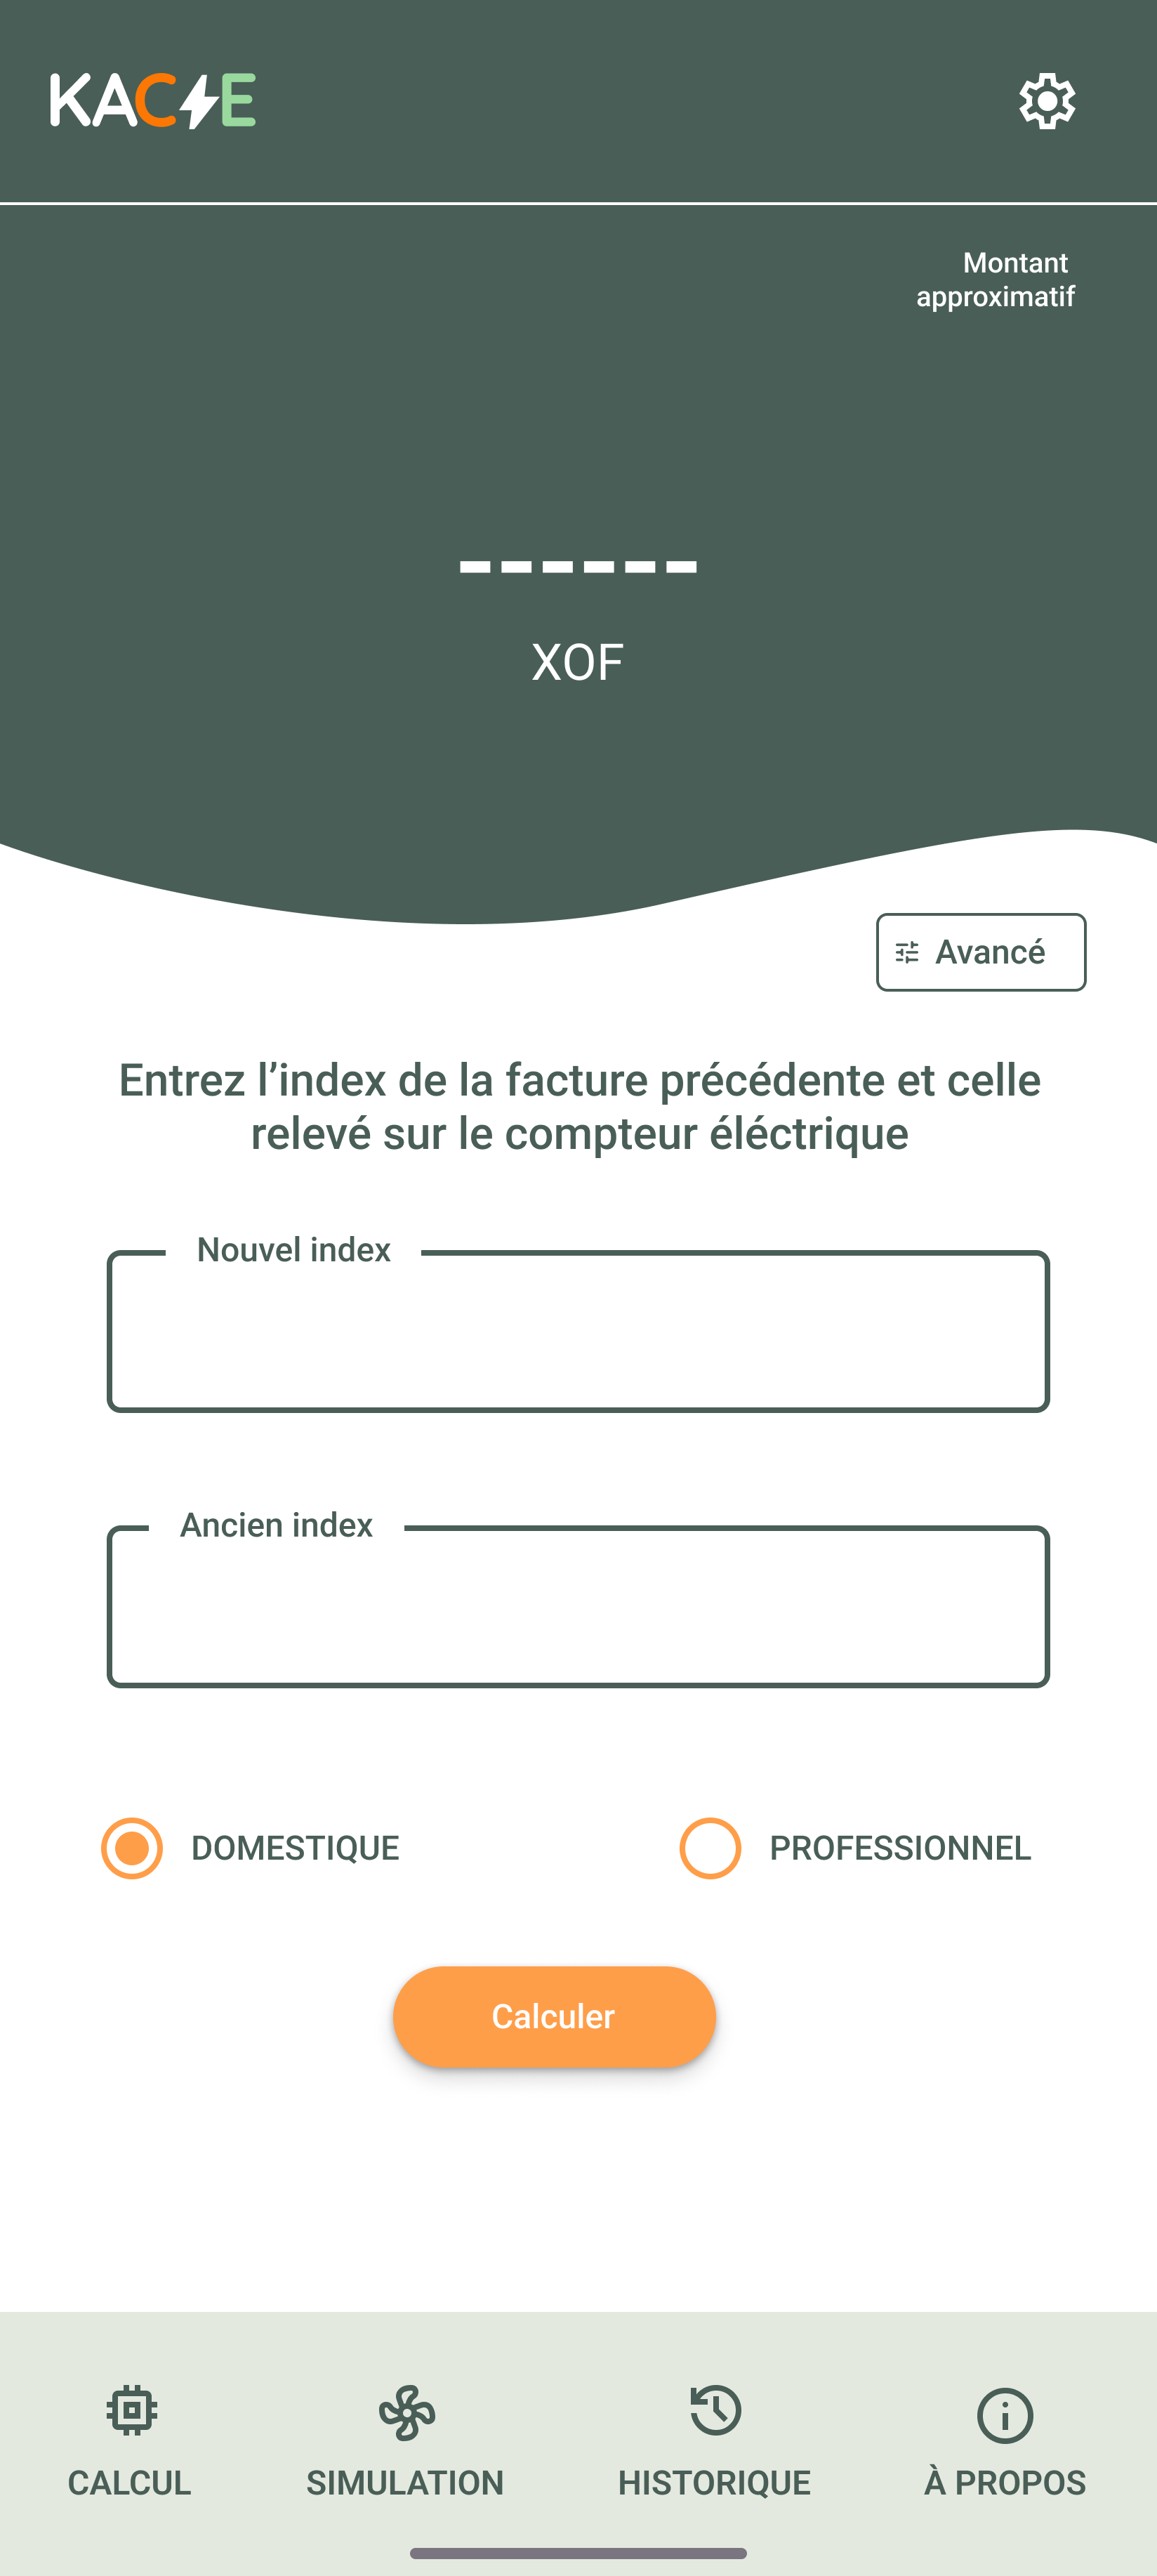 KAC⚡E
Montant
approximatif
------
XOF
Avancé
Entrez l’index de la facture précédente et celle
relevé sur le compteur éléctrique
Nouvel index
Ancien index
DOMESTIQUE
PROFESSIONNEL
Calculer
CALCUL
SIMULATION
HISTORIQUE
À PROPOS